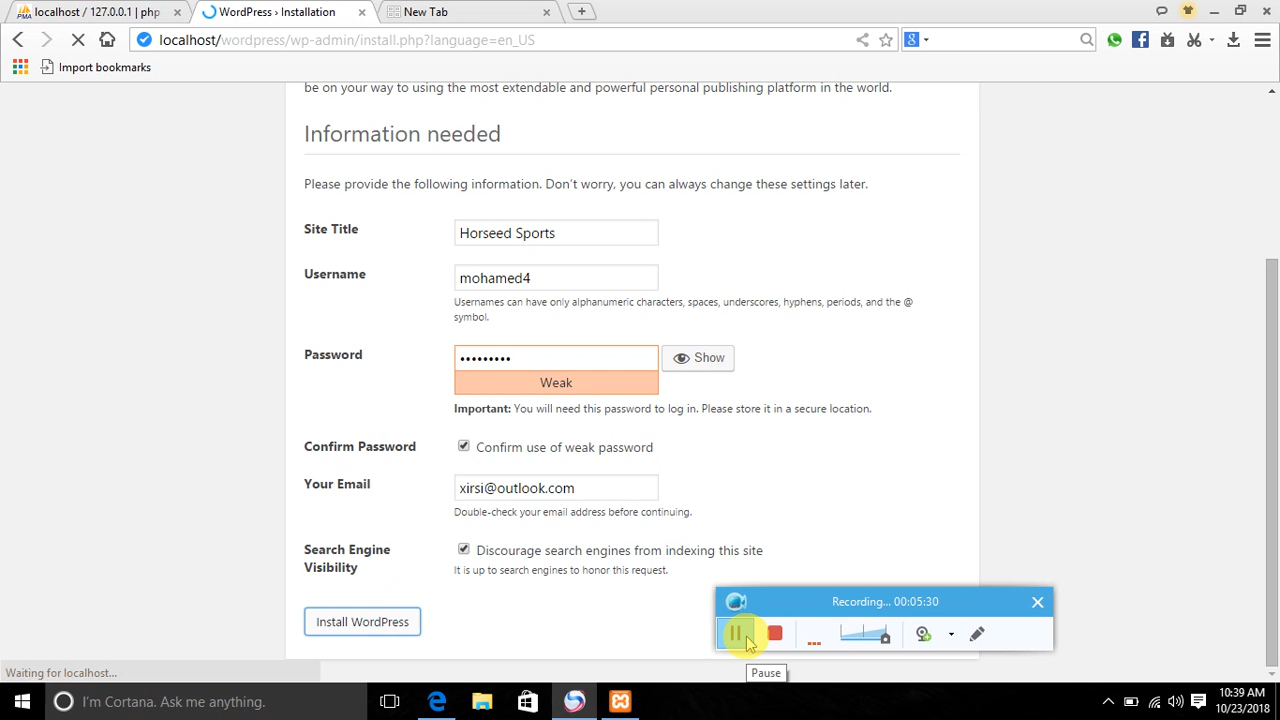 localhost / 127.0.0.1 | php
WordPress › Installation
New Tab
localhost/wordpress/wp-admin/install.php?language=en_US
Import bookmarks
be on your way to using the most extendable and powerful personal publishing platform in the world.
Information needed
Please provide the following information. Don’t worry, you can always change these settings later.
Site Title
Horseed Sports
Username
mohamed4
Usernames can have only alphanumeric characters, spaces, underscores, hyphens, periods, and the @
symbol.
Password
•••••••••
Show
Weak
Important: You will need this password to log in. Please store it in a secure location.
Confirm Password
Confirm use of weak password
Your Email
xirsi@outlook.com
Double-check your email address before continuing.
Search Engine
Visibility
Discourage search engines from indexing this site
It is up to search engines to honor this request.
Install WordPress
Recording... 00:05:30
Pause
Waiting for localhost...
I'm Cortana. Ask me anything.
10:39 AM
10/23/2018